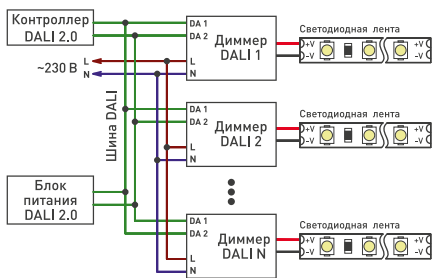 Контроллер
DALI 2.0
~230 В
L
N
Шина DALI
Блок
питания
DALI 2.0
DA 1
DA 2
L
N
Диммер
DALI 1
Светодиодная лента
+V
-V
+V
-V
DA 1
DA 2
L
N
Диммер
DALI 2
Светодиодная лента
+V
-V
+V
-V
DA 1
DA 2
L
N
Диммер
DALI N
Светодиодная лента
+V
-V
+V
-V